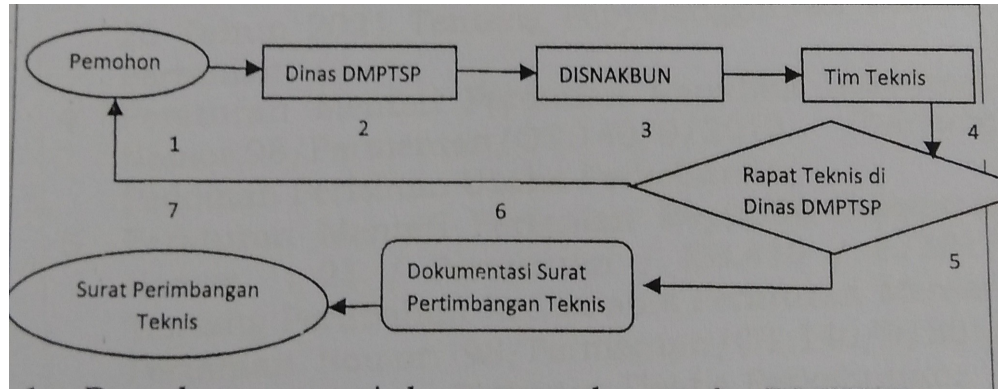 Pemohon
Dinas DMPTSP
DISNAKBUN
Tim Teknis
1
2
3
4
Rapat Teknis di
Dinas DMPTSP
7
6
5
Dokumentasi Surat
Pertimbangan Teknis
Surat Perimbangan
Teknis